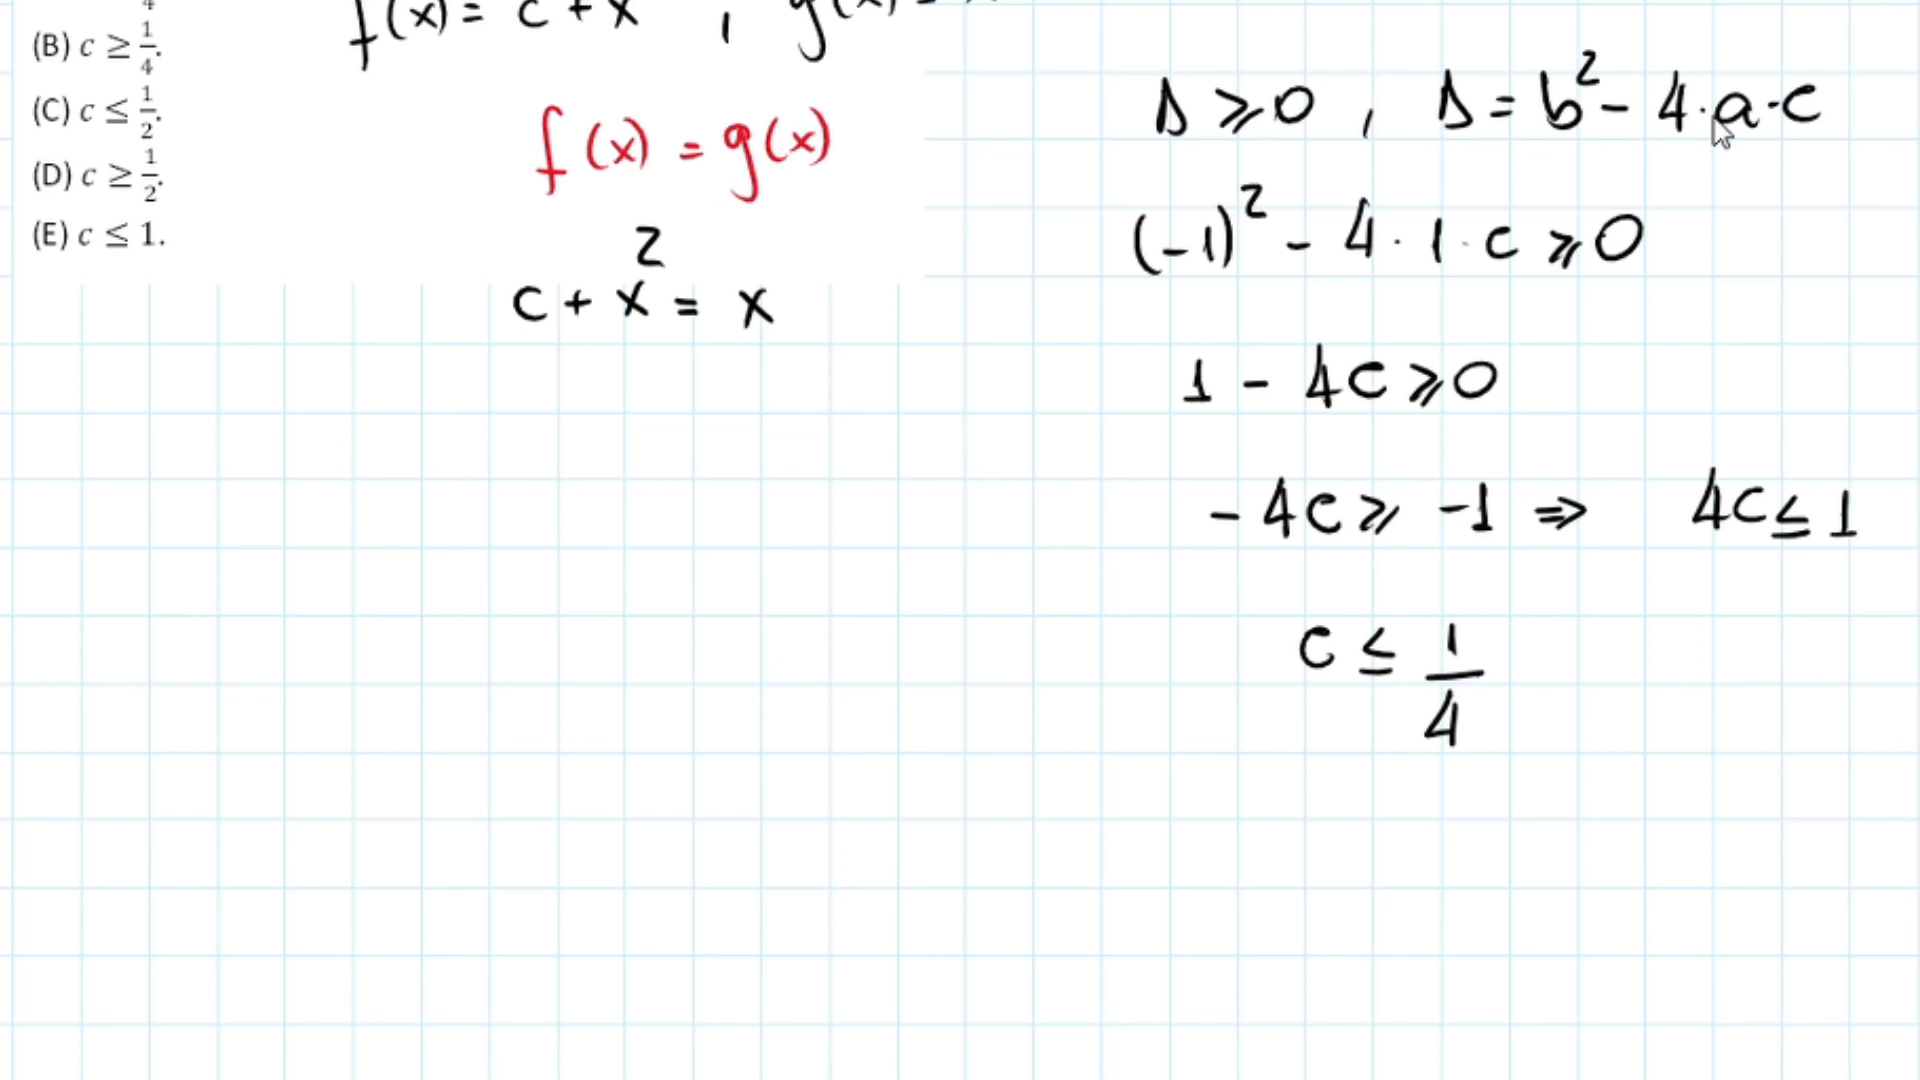 (B) c ≥ 1/4.
(C) c ≤ 1/2.
(D) c ≥ 1/2.
(E) c ≤ 1.
f(x) = c + x , g(x) =
f(x) = g(x)
c + x² = x
Δ ⩾ 0 , Δ = b² - 4·a·c
(-1)² - 4 · 1 · c ⩾ 0
1 - 4c ⩾ 0
- 4c ⩾ -1 ⇒ 4c ≤ 1
c ≤ 1/4